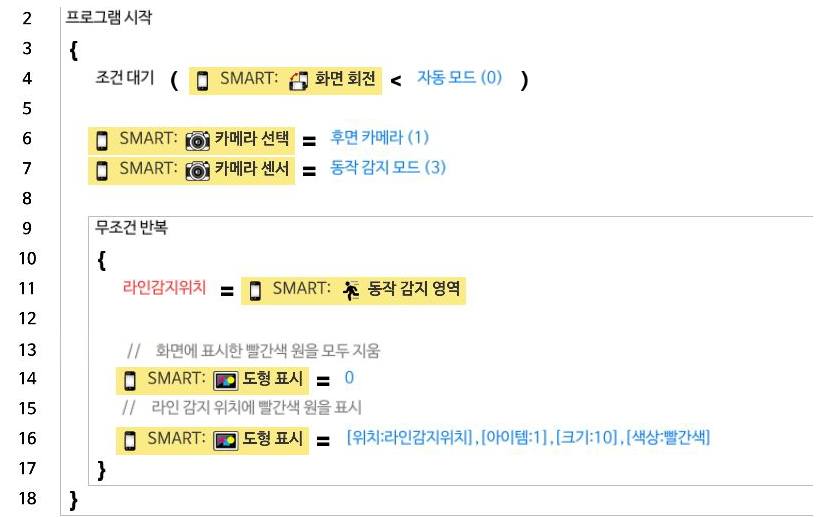 2 프로그램 시작
3 {
4 조건 대기 ( SMART: 화면 회전 < 자동 모드 (0) )
5
6 SMART: 카메라 선택 = 후면 카메라 (1)
7 SMART: 카메라 센서 = 동작 감지 모드 (3)
8
9 무조건 반복
10 {
11 라인감지위치 = SMART: 동작 감지 영역
12
13 // 화면에 표시한 빨간색 원을 모두 지움
14 SMART: 도형 표시 = 0
15 // 라인 감지 위치에 빨간색 원을 표시
16 SMART: 도형 표시 = [위치:라인감지위치],[아이템:1],[크기:10],[색상:빨간색]
17 }
18 }